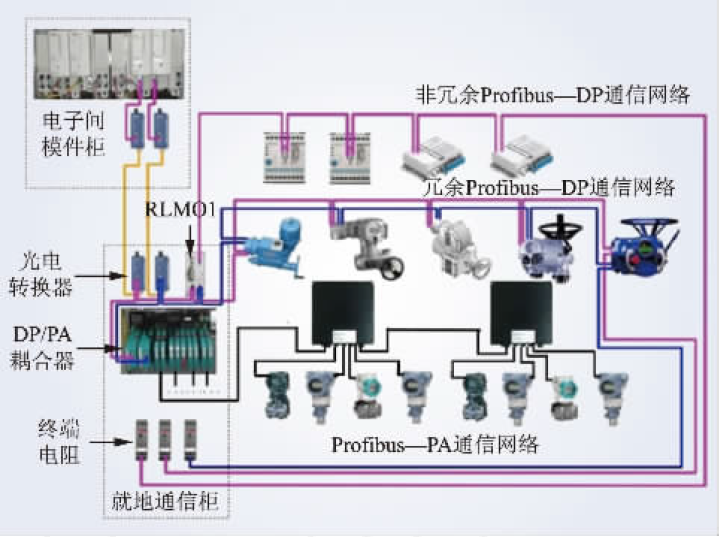 非冗余Profibus—DP通信网络
电子间
模件柜
冗余Profibus—DP通信网络
RLMO1
光电
转换器
DP/PA
耦合器
终端
电阻
Profibus—PA通信网络
就地通信柜